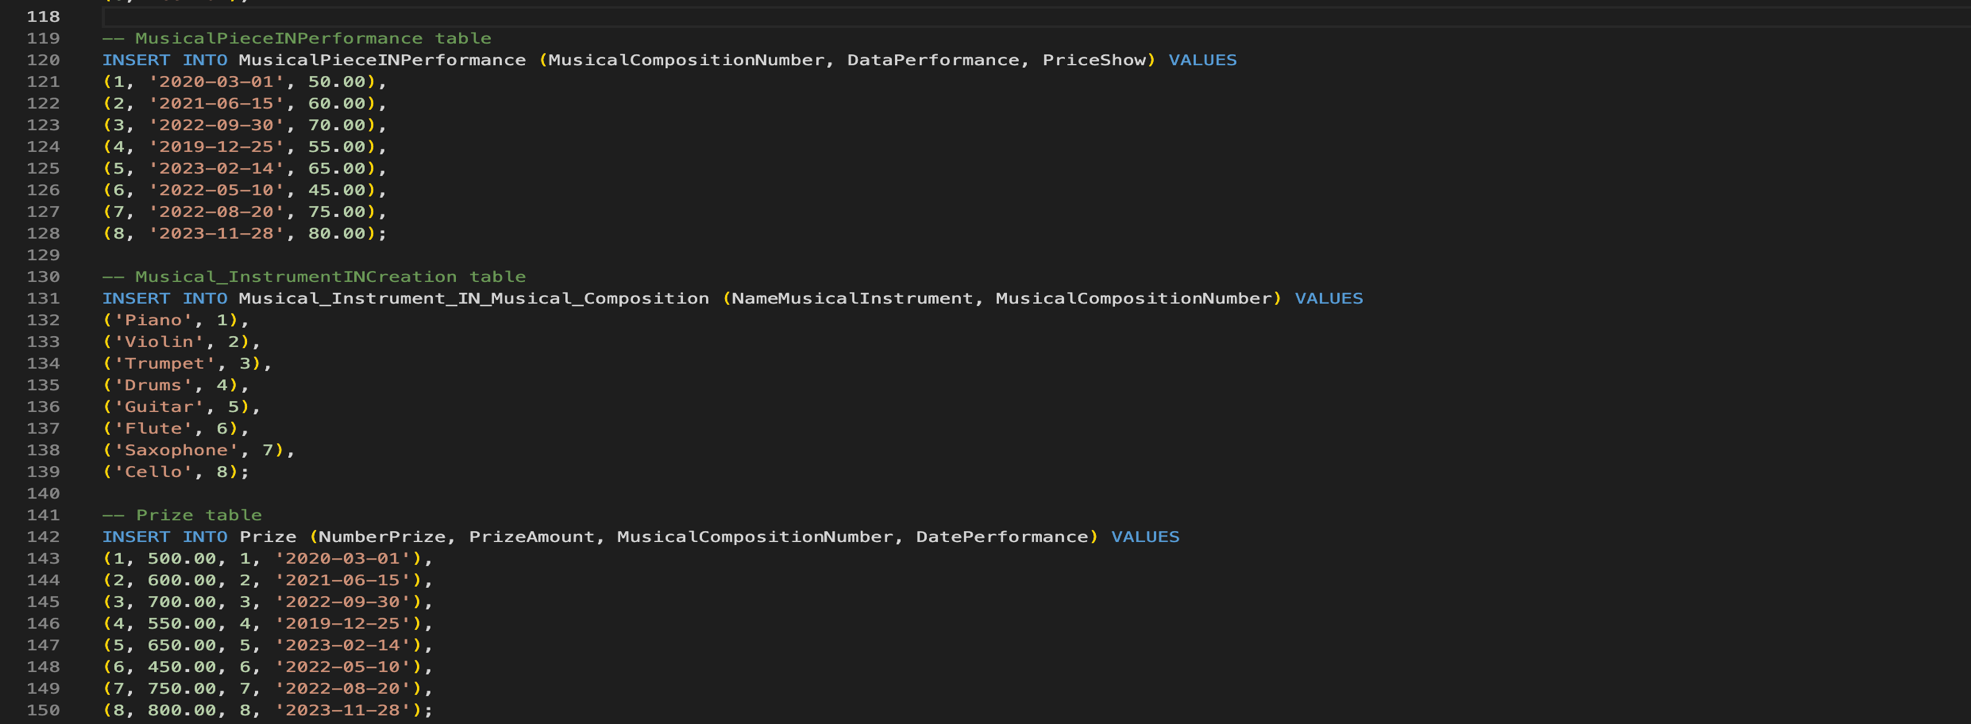 118
119 -- MusicalPieceINPerformance table
120 INSERT INTO MusicalPieceINPerformance (MusicalCompositionNumber, DataPerformance, PriceShow) VALUES
121 (1, '2020-03-01', 50.00),
122 (2, '2021-06-15', 60.00),
123 (3, '2022-09-30', 70.00),
124 (4, '2019-12-25', 55.00),
125 (5, '2023-02-14', 65.00),
126 (6, '2022-05-10', 45.00),
127 (7, '2022-08-20', 75.00),
128 (8, '2023-11-28', 80.00);
129
130 -- Musical_InstrumentINCreation table
131 INSERT INTO Musical_Instrument_IN_Musical_Composition (NameMusicalInstrument, MusicalCompositionNumber) VALUES
132 ('Piano', 1),
133 ('Violin', 2),
134 ('Trumpet', 3),
135 ('Drums', 4),
136 ('Guitar', 5),
137 ('Flute', 6),
138 ('Saxophone', 7),
139 ('Cello', 8);
140
141 -- Prize table
142 INSERT INTO Prize (NumberPrize, PrizeAmount, MusicalCompositionNumber, DatePerformance) VALUES
143 (1, 500.00, 1, '2020-03-01'),
144 (2, 600.00, 2, '2021-06-15'),
145 (3, 700.00, 3, '2022-09-30'),
146 (4, 550.00, 4, '2019-12-25'),
147 (5, 650.00, 5, '2023-02-14'),
148 (6, 450.00, 6, '2022-05-10'),
149 (7, 750.00, 7, '2022-08-20'),
150 (8, 800.00, 8, '2023-11-28');